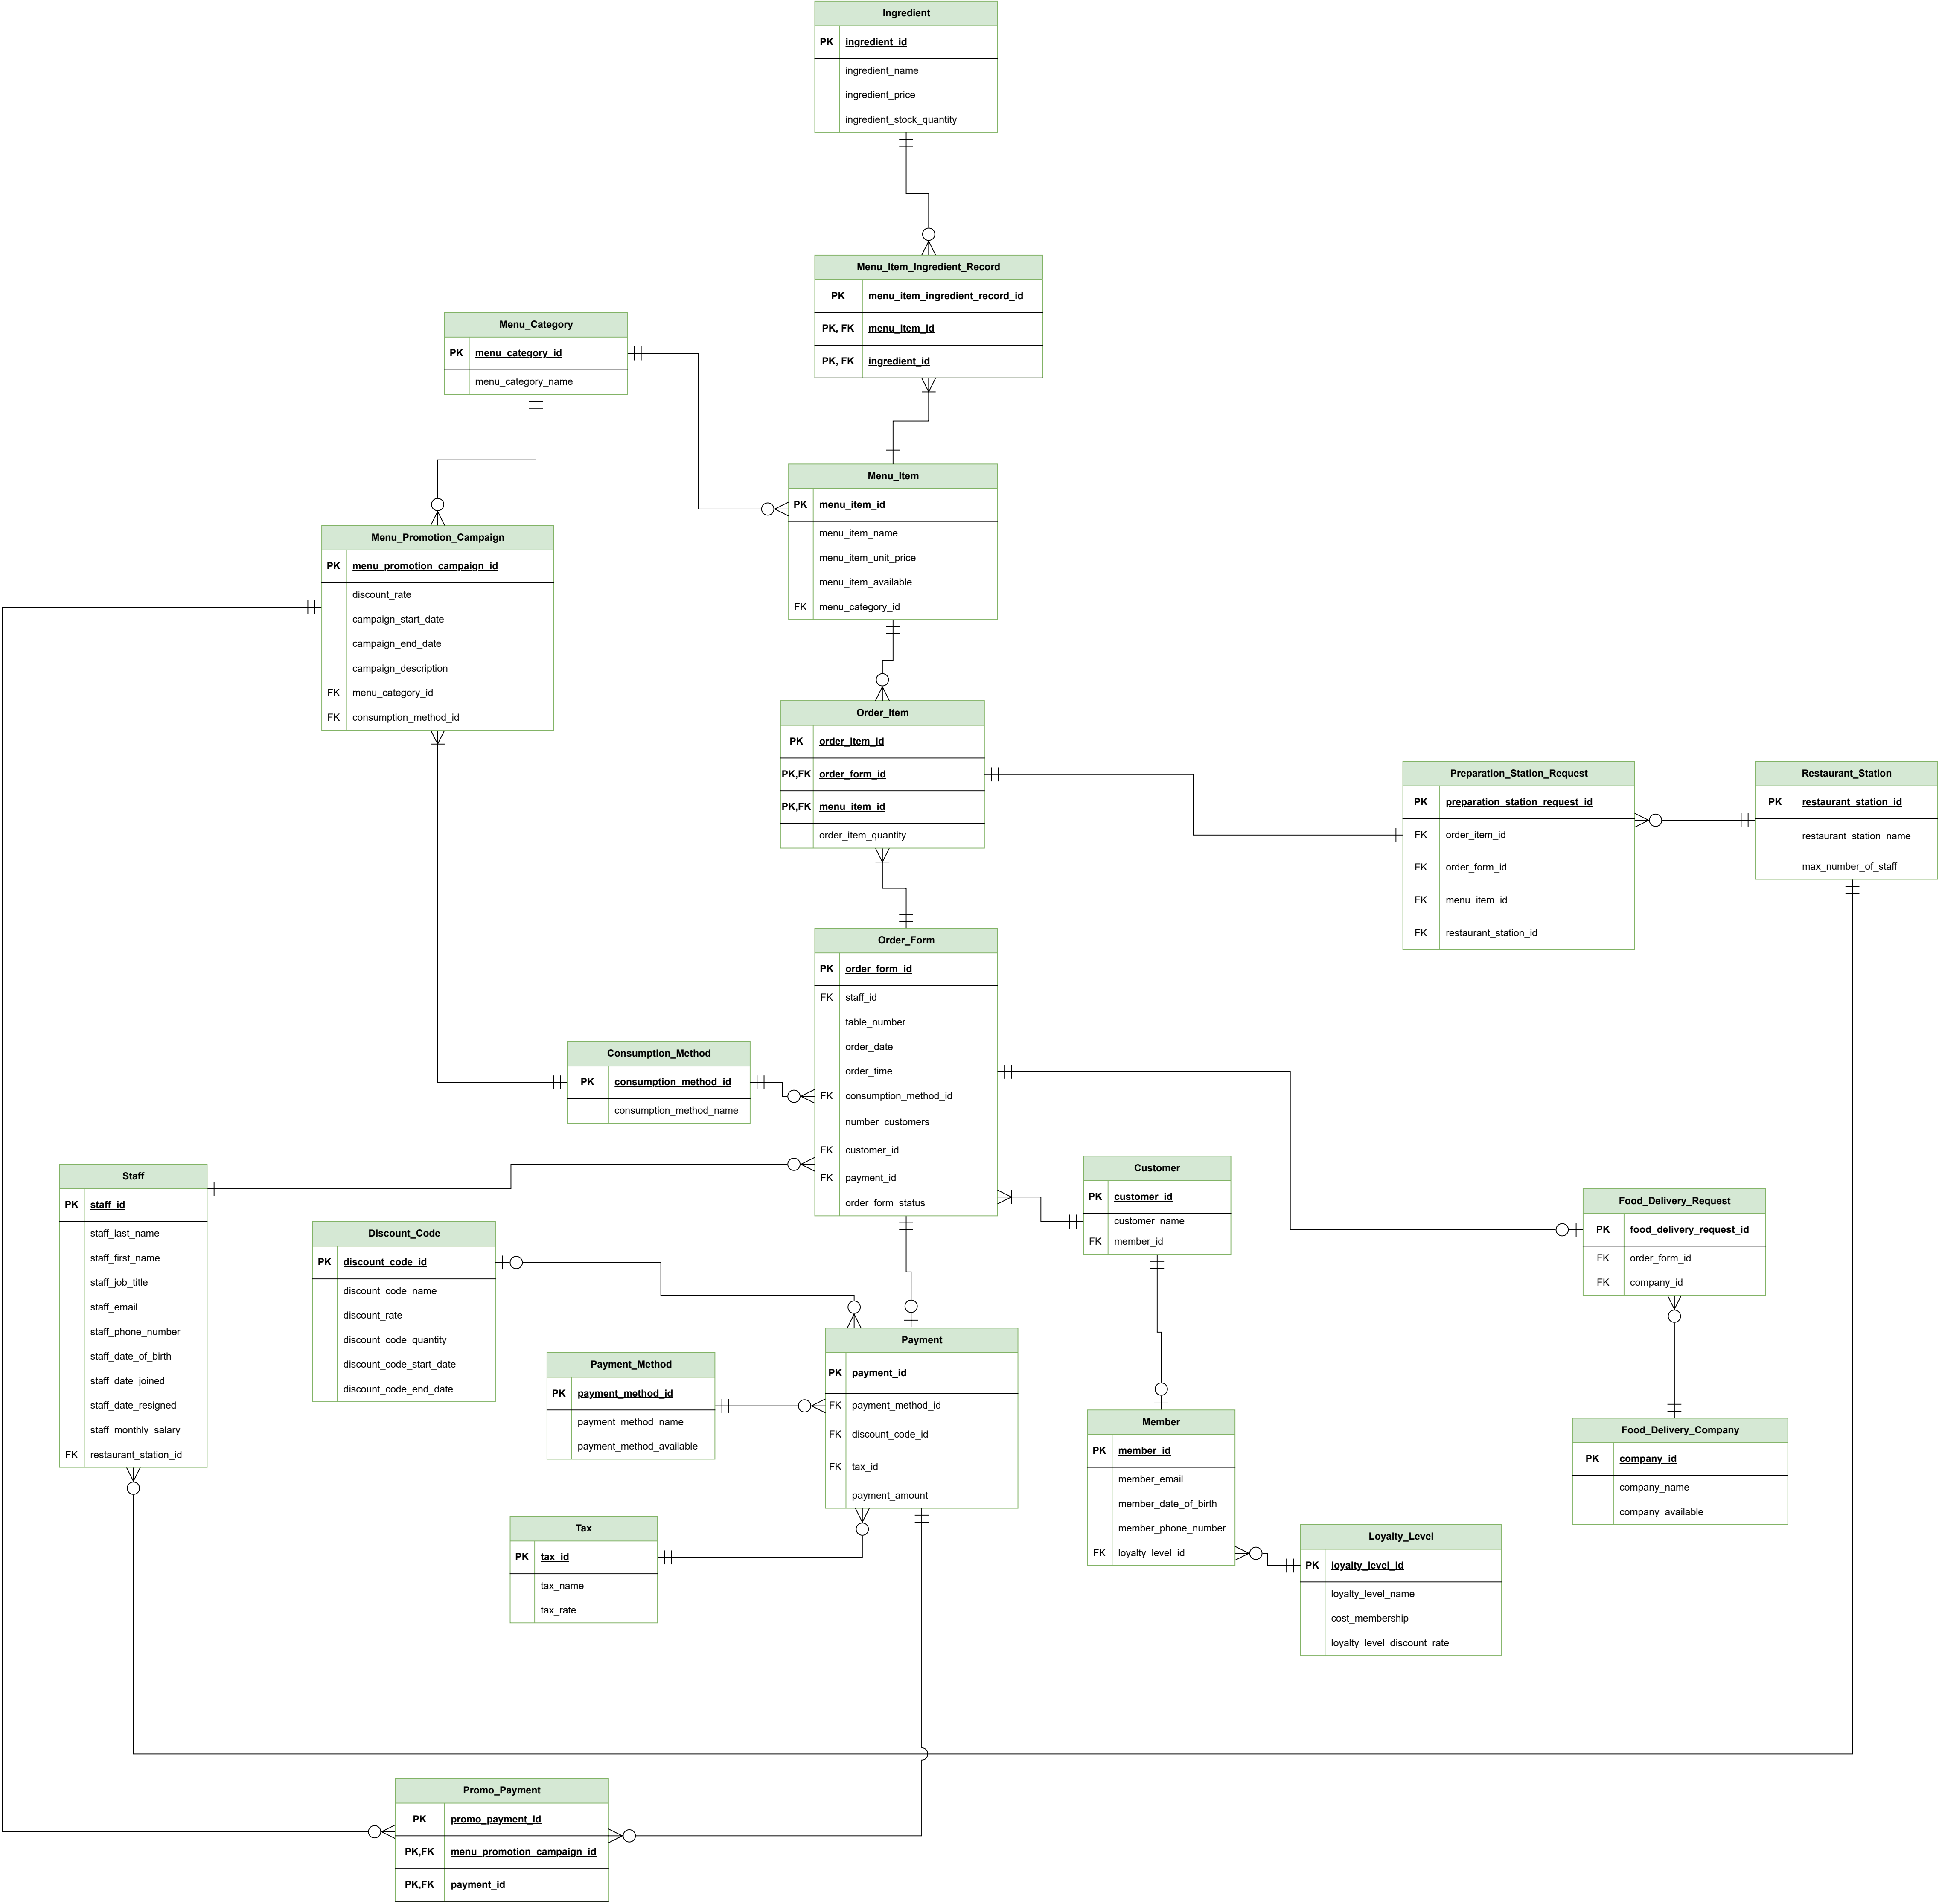 Ingredient
PK ingredient_id
ingredient_name
ingredient_price
ingredient_stock_quantity
Menu_Item_Ingredient_Record
PK menu_item_ingredient_record_id
PK, FK menu_item_id
PK, FK ingredient_id
Menu_Category
PK menu_category_id
menu_category_name
Menu_Item
PK menu_item_id
menu_item_name
menu_item_unit_price
menu_item_available
FK menu_category_id
Menu_Promotion_Campaign
PK menu_promotion_campaign_id
discount_rate
campaign_start_date
campaign_end_date
campaign_description
FK menu_category_id
FK consumption_method_id
Order_Item
PK order_item_id
PK,FK order_form_id
PK,FK menu_item_id
order_item_quantity
Preparation_Station_Request
PK preparation_station_request_id
FK order_item_id
FK order_form_id
FK menu_item_id
FK restaurant_station_id
Restaurant_Station
PK restaurant_station_id
restaurant_station_name
max_number_of_staff
Order_Form
PK order_form_id
FK staff_id
table_number
order_date
order_time
FK consumption_method_id
number_customers
FK customer_id
FK payment_id
order_form_status
Consumption_Method
PK consumption_method_id
consumption_method_name
Staff
PK staff_id
staff_last_name
staff_first_name
staff_job_title
staff_email
staff_phone_number
staff_date_of_birth
staff_date_joined
staff_date_resigned
staff_monthly_salary
FK restaurant_station_id
Discount_Code
PK discount_code_id
discount_code_name
discount_rate
discount_code_quantity
discount_code_start_date
discount_code_end_date
Customer
PK customer_id
customer_name
FK member_id
Food_Delivery_Request
PK food_delivery_request_id
FK order_form_id
FK company_id
Payment_Method
PK payment_method_id
payment_method_name
payment_method_available
Payment
PK payment_id
FK payment_method_id
FK discount_code_id
FK tax_id
payment_amount
Member
PK member_id
member_email
member_date_of_birth
member_phone_number
FK loyalty_level_id
Food_Delivery_Company
PK company_id
company_name
company_available
Tax
PK tax_id
tax_name
tax_rate
Loyalty_Level
PK loyalty_level_id
loyalty_level_name
cost_membership
loyalty_level_discount_rate
Promo_Payment
PK promo_payment_id
PK,FK menu_promotion_campaign_id
PK,FK payment_id